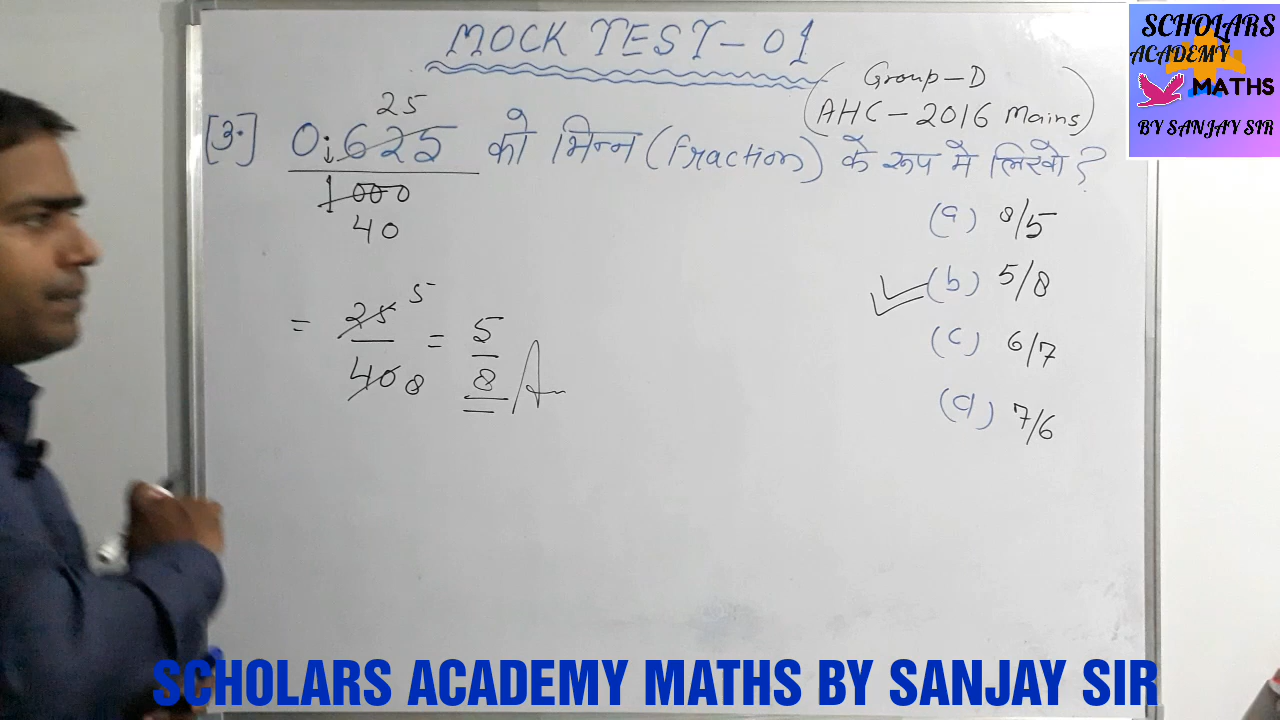 MOCK TEST-01
(Group-D
AHC-2016 Mains)
[3.] 0.625 को भिन्न (fraction) के रूप मे लिखो?
25
1000
40
(a) 8/5
(b) 5/8
(c) 6/7
(d) 7/6
= 25 5 = 5
40 8 8
SCHOLARS
ACADEMY
MATHS
BY SANJAY SIR
SCHOLARS ACADEMY MATHS BY SANJAY SIR